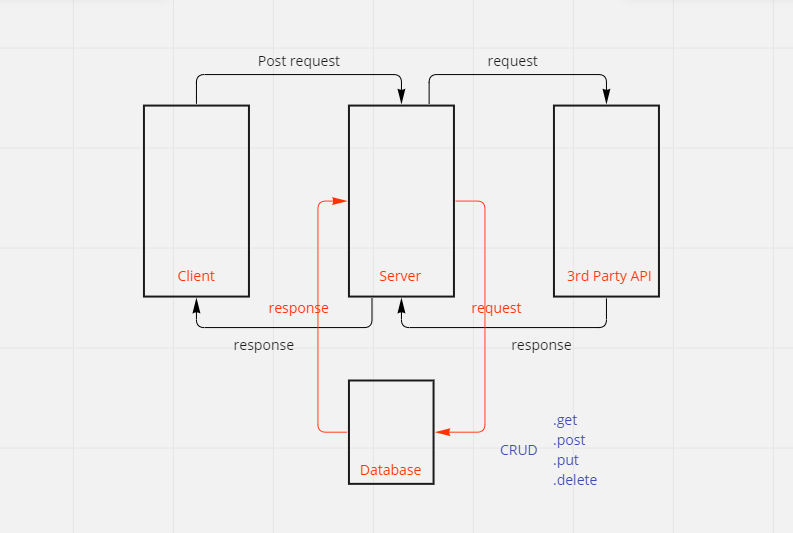 Post request
request
Client
Server
3rd Party API
response
request
response
response
Database
CRUD
.get
.post
.put
.delete